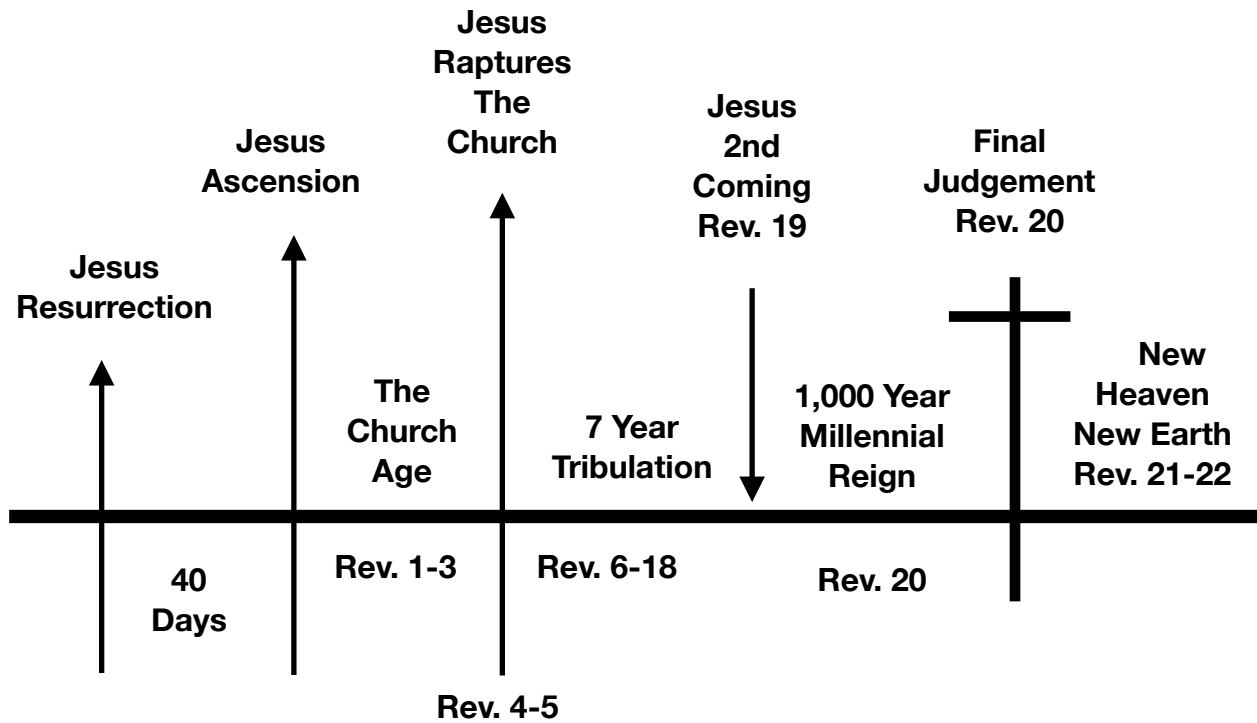 Jesus
Resurrection
40
Days
Jesus
Ascension
The
Church
Age
Rev. 1-3
Jesus
Raptures
The
Church
Rev. 4-5
7 Year
Tribulation
Rev. 6-18
Jesus
2nd
Coming
Rev. 19
1,000 Year
Millennial
Reign
Rev. 20
Final
Judgement
Rev. 20
New
Heaven
New Earth
Rev. 21-22